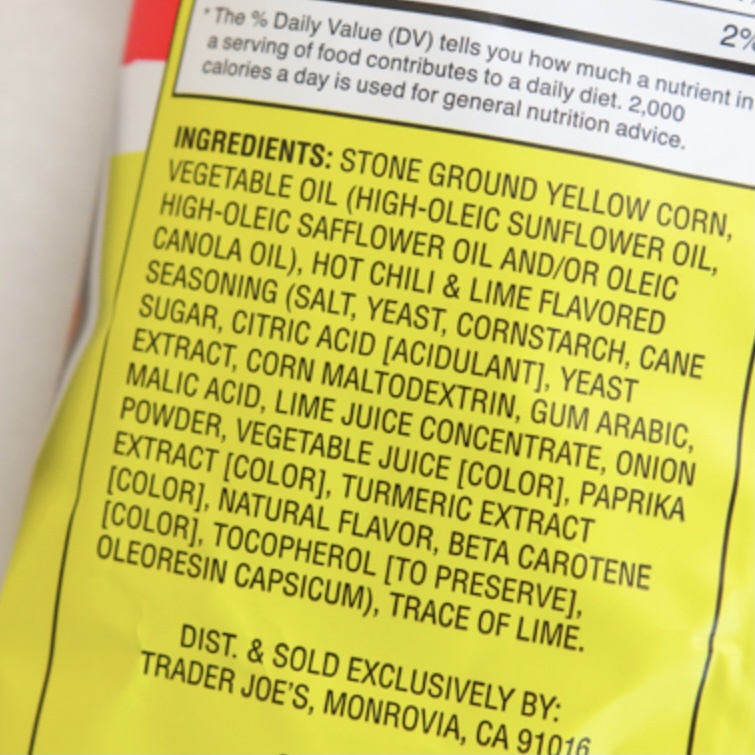 2%
* The % Daily Value (DV) tells you how much a nutrient in
a serving of food contributes to a daily diet. 2,000
calories a day is used for general nutrition advice.
INGREDIENTS: STONE GROUND YELLOW CORN,
VEGETABLE OIL (HIGH-OLEIC SUNFLOWER OIL,
HIGH-OLEIC SAFFLOWER OIL AND/OR OLEIC
CANOLA OIL), HOT CHILI & LIME FLAVORED
SEASONING (SALT, YEAST, CORNSTARCH, CANE
SUGAR, CITRIC ACID [ACIDULANT], YEAST
EXTRACT, CORN MALTODEXTRIN, GUM ARABIC,
MALIC ACID, LIME JUICE CONCENTRATE, ONION
POWDER, VEGETABLE JUICE [COLOR], PAPRIKA
EXTRACT [COLOR], TURMERIC EXTRACT
[COLOR], NATURAL FLAVOR, BETA CAROTENE
[COLOR], TOCOPHEROL [TO PRESERVE],
OLEORESIN CAPSICUM), TRACE OF LIME.
DIST. & SOLD EXCLUSIVELY BY:
TRADER JOE'S, MONROVIA, CA 91016